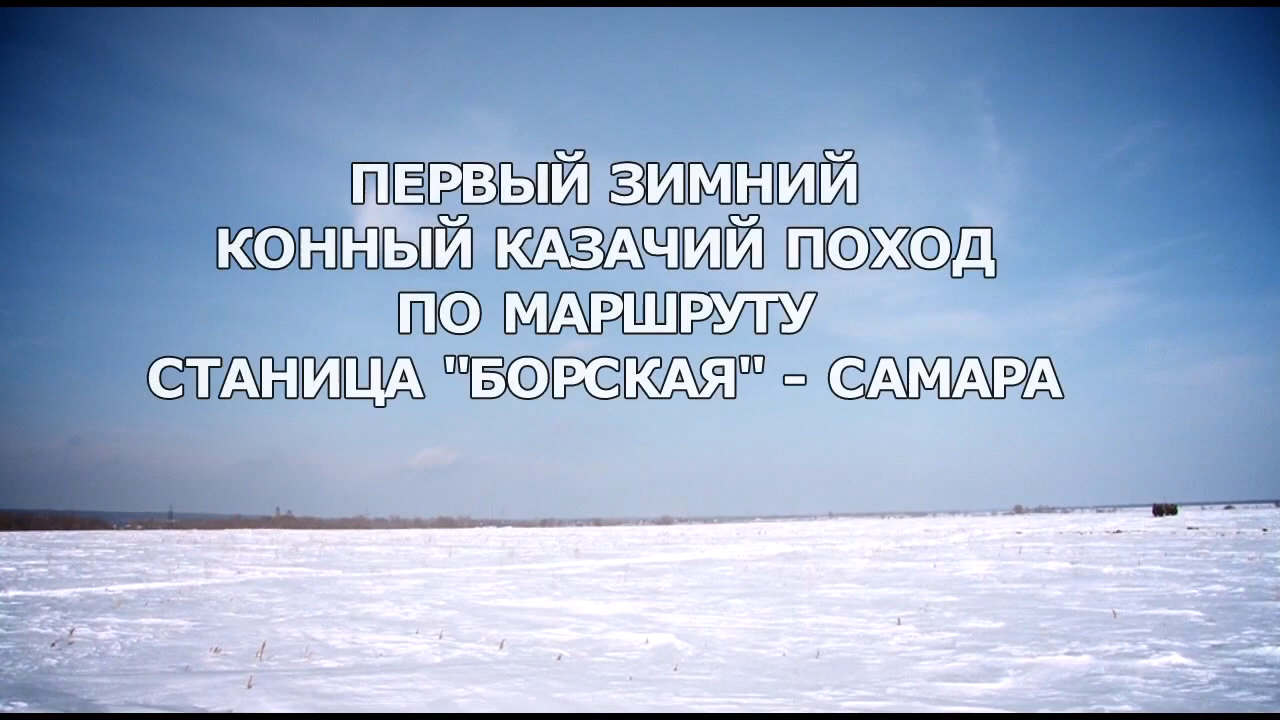 ПЕРВЫЙ ЗИМНИЙ
КОННЫЙ КАЗАЧИЙ ПОХОД
ПО МАРШРУТУ
СТАНИЦА "БОРСКАЯ" - САМАРА